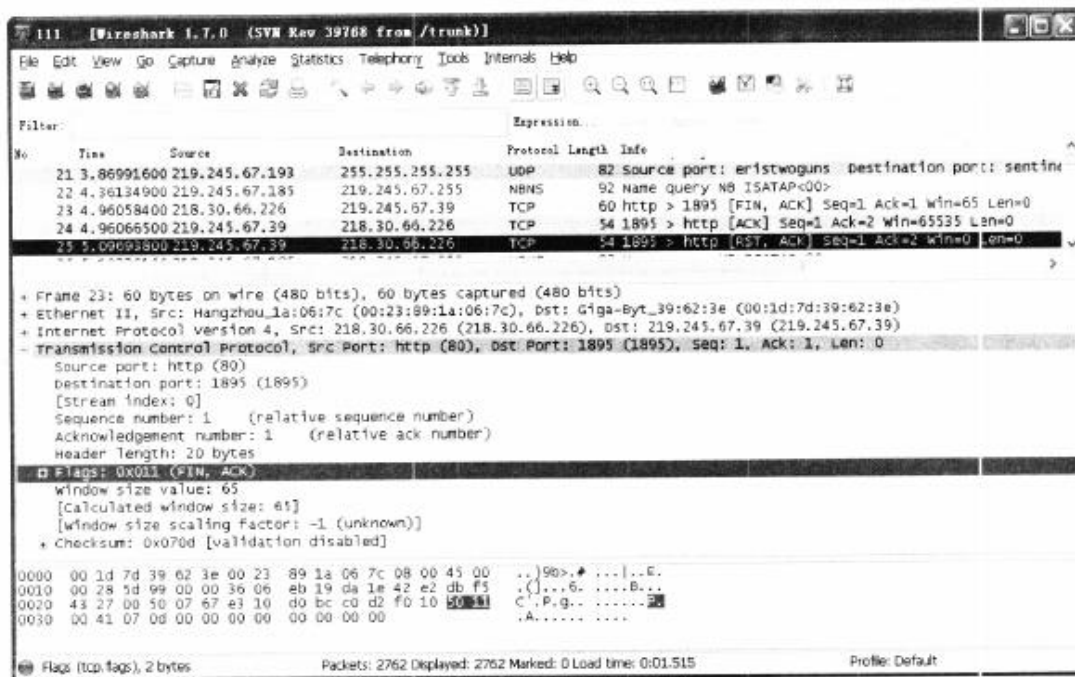 111 [Wireshark 1.7.0 (SVN Rev 39768 from /trunk)]
File Edit View Go Capture Analyze Statistics Telephony Tools Internals Help
Filter: Expression...
No Time Source Destination Protocol Length Info
21 3.86991600 219.245.67.193 255.255.255.255 UDP 82 Source port: eristwoguns Destination port: sentine
22 4.36134900 219.245.67.185 219.245.67.255 NBNS 92 Name query NB ISATAP<00>
23 4.96058400 218.30.66.226 219.245.67.39 TCP 60 http > 1895 [FIN, ACK] Seq=1 Ack=1 Win=65 Len=0
24 4.96066500 219.245.67.39 218.30.66.226 TCP 54 1895 > http [ACK] Seq=1 Ack=2 Win=65535 Len=0
25 5.09693800 219.245.67.39 218.30.66.226 TCP 54 1895 > http [RST, ACK] Seq=1 Ack=2 Win=0 Len=0
+ Frame 23: 60 bytes on wire (480 bits), 60 bytes captured (480 bits)
+ Ethernet II, Src: Hangzhou_1a:06:7c (00:23:89:1a:06:7c), Dst: Giga-Byt_39:62:3e (00:1d:7d:39:62:3e)
+ Internet Protocol Version 4, Src: 218.30.66.226 (218.30.66.226), Dst: 219.245.67.39 (219.245.67.39)
- Transmission Control Protocol, Src Port: http (80), Dst Port: 1895 (1895), Seq: 1, Ack: 1, Len: 0
Source port: http (80)
Destination port: 1895 (1895)
[Stream index: 0]
Sequence number: 1 (relative sequence number)
Acknowledgement number: 1 (relative ack number)
Header length: 20 bytes
+ Flags: 0x011 (FIN, ACK)
Window size value: 65
[Calculated window size: 65]
[Window size scaling factor: -1 (unknown)]
+ Checksum: 0x070d [validation disabled]
0000 00 1d 7d 39 62 3e 00 23 89 1a 06 7c 08 00 45 00 ..}9b>.# ...|..E.
0010 00 28 5d 99 00 00 36 06 eb 19 da 1e 42 e2 db f5 .(]...6. ....B...
0020 43 27 00 50 07 67 e3 10 d0 bc c0 d2 f0 10 50 11 C'.P.g.. ......P.
0030 00 41 07 0d 00 00 00 00 00 00 00 00 .A...... ....
Flags (tcp.flags), 2 bytes Packets: 2762 Displayed: 2762 Marked: 0 Load time: 0:01.515 Profile: Default